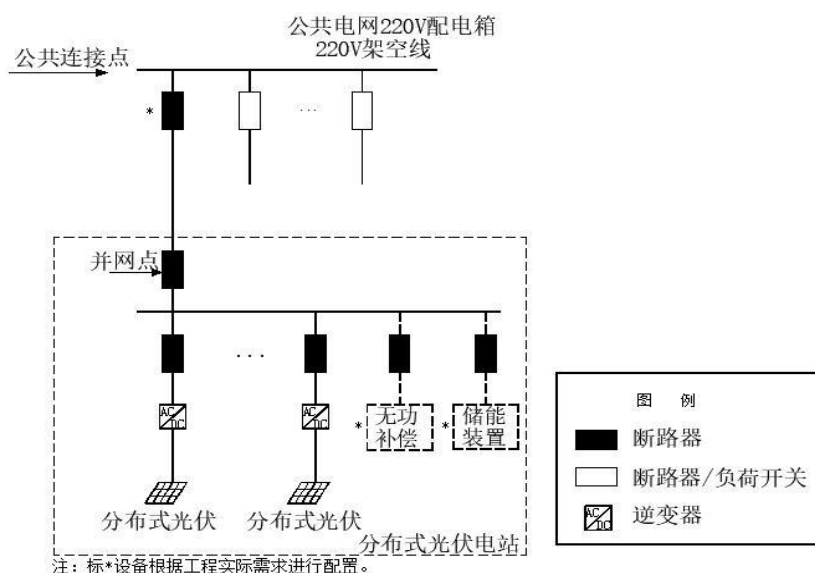 公共电网220V配电箱
220V架空线
公共连接点
*
...
并网点
...
AC
DC
AC
DC
*
无功
补偿
*
储能
装置
分布式光伏
分布式光伏
分布式光伏电站
注：标*设备根据工程实际需求进行配置。
图 例
断路器
断路器/负荷开关
AC
DC
逆变器